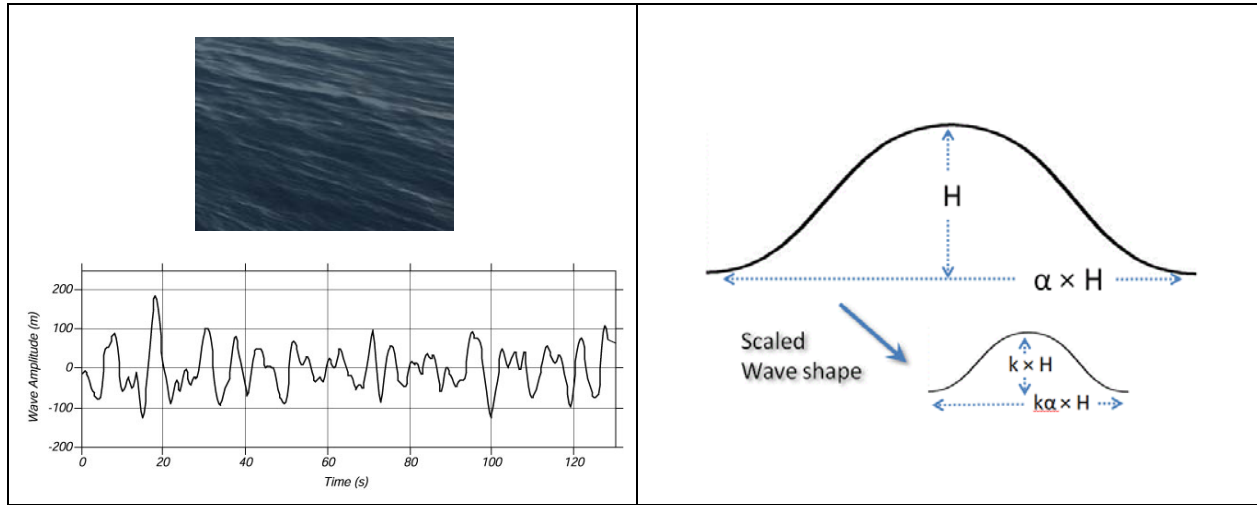 Wave Amplitude (m)
200
100
0
-100
-200
0 20 40 60 80 100 120
Time (s)
H
α × H
Scaled
Wave shape
k × H
kα × H